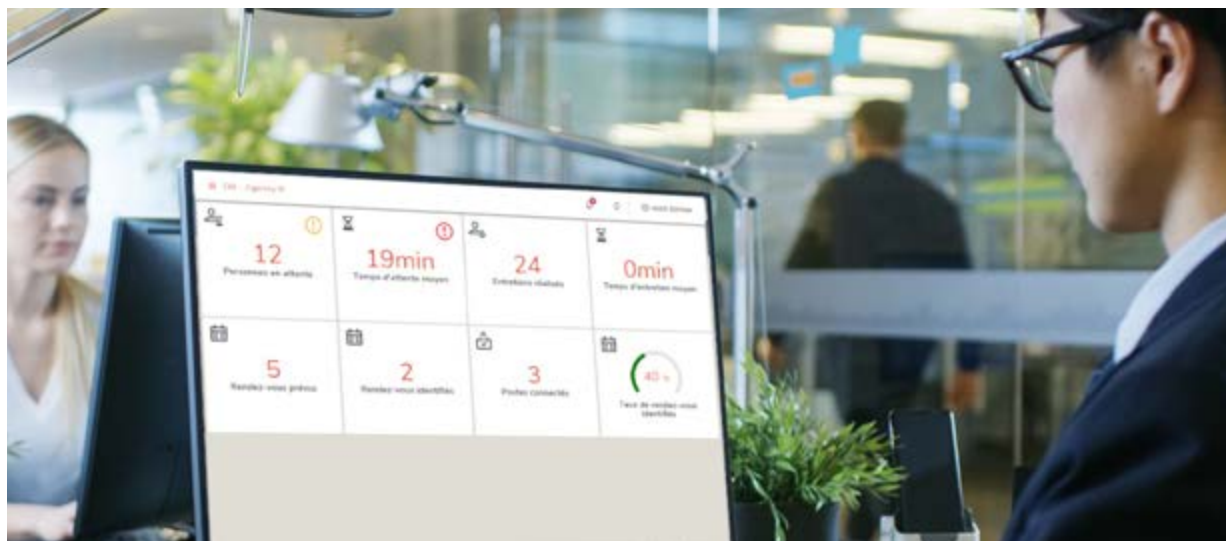 12
Personnes en attente
19min
Temps d'attente moyen
24
Entretiens réalisés
0min
Temps d'entretien moyen
5
Rendez-vous prévus
2
Rendez-vous identifiés
3
Postes connectés
40 %
Taux de rendez-vous
identifiés